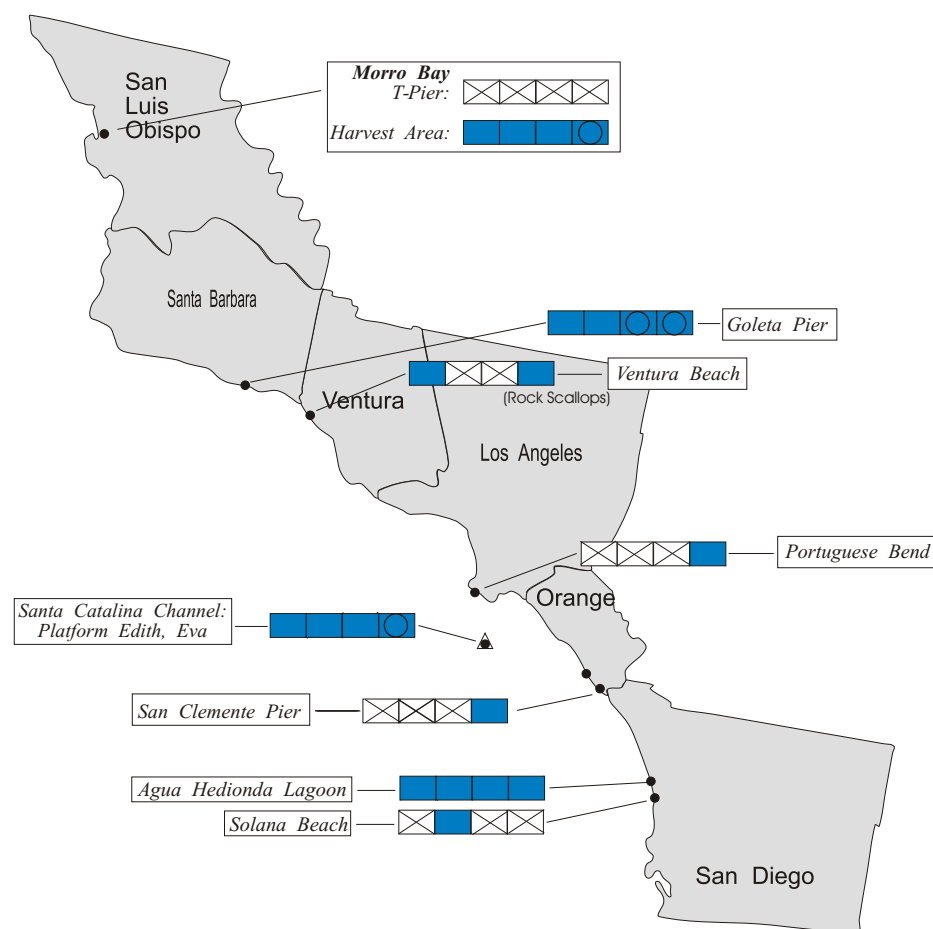 San
Luis
Obispo
Morro Bay
T-Pier:
Harvest Area:
Santa Barbara
Goleta Pier
Ventura
Ventura Beach
(Rock Scallops)
Los Angeles
Portuguese Bend
Orange
Santa Catalina Channel:
Platform Edith, Eva
San Clemente Pier
Agua Hedionda Lagoon
Solana Beach
San Diego